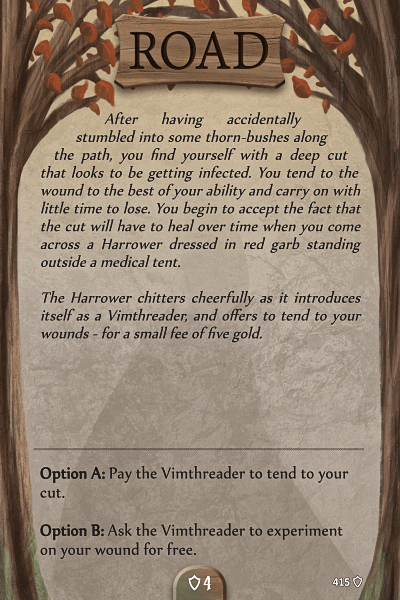 ROAD
After having accidentally
stumbled into some thorn-bushes along
the path, you find yourself with a deep cut
that looks to be getting infected. You tend to the
wound to the best of your ability and carry on with
little time to lose. You begin to accept the fact that
the cut will have to heal over time when you come
across a Harrower dressed in red garb standing
outside a medical tent.
The Harrower chitters cheerfully as it introduces
itself as a Vimthreader, and offers to tend to your
wounds - for a small fee of five gold.
Option A: Pay the Vimthreader to tend to your
cut.
Option B: Ask the Vimthreader to experiment
on your wound for free.
4
415